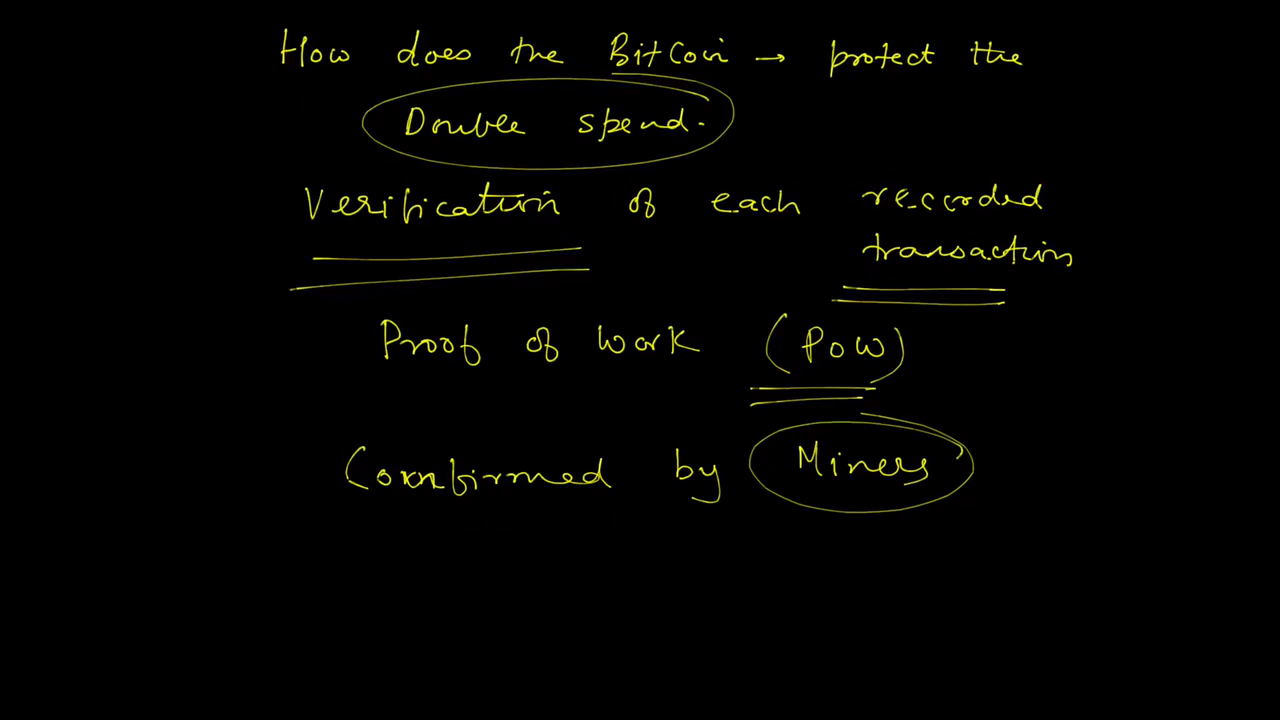 How does the BitCoin → protect the
Double spend.
Verification of each recorded
transaction
Proof of work (PoW)
Confirmed by Miners